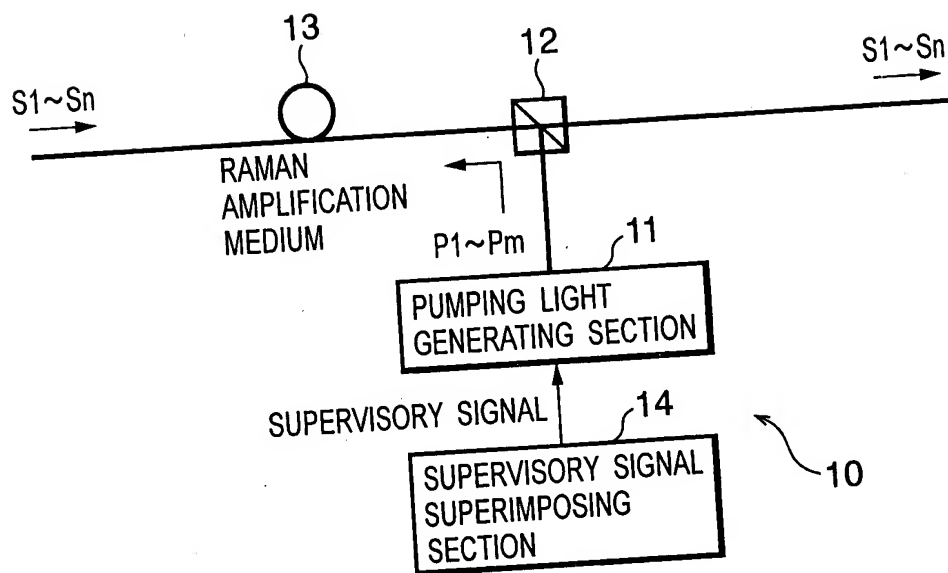 13
12
S1~Sn
S1~Sn
RAMAN
AMPLIFICATION
MEDIUM
P1~Pm
11
PUMPING LIGHT
GENERATING SECTION
SUPERVISORY SIGNAL
14
10
SUPERVISORY SIGNAL
SUPERIMPOSING
SECTION